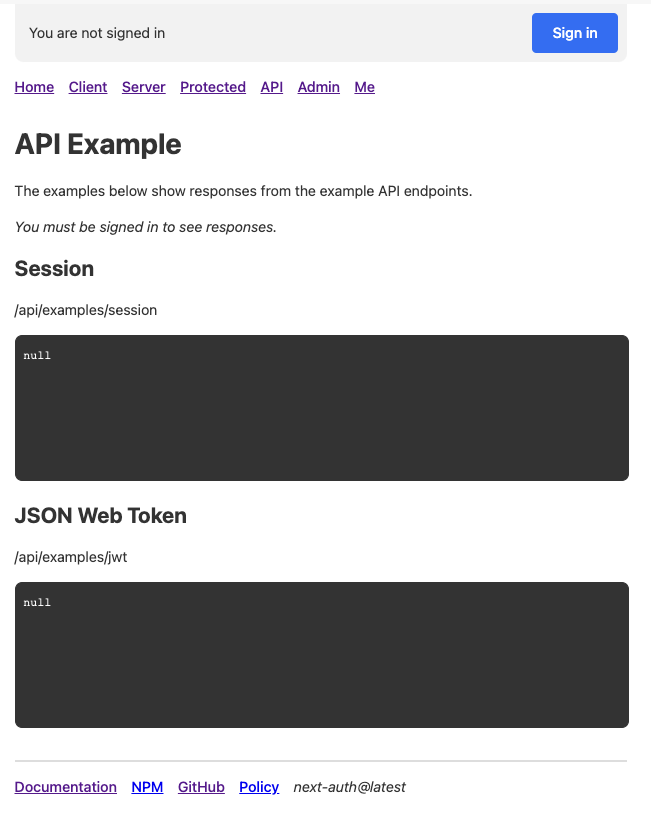 You are not signed in
Sign in
Home Client Server Protected API Admin Me
API Example
The examples below show responses from the example API endpoints.
You must be signed in to see responses.
Session
/api/examples/session
null
JSON Web Token
/api/examples/jwt
null
Documentation NPM GitHub Policy next-auth@latest